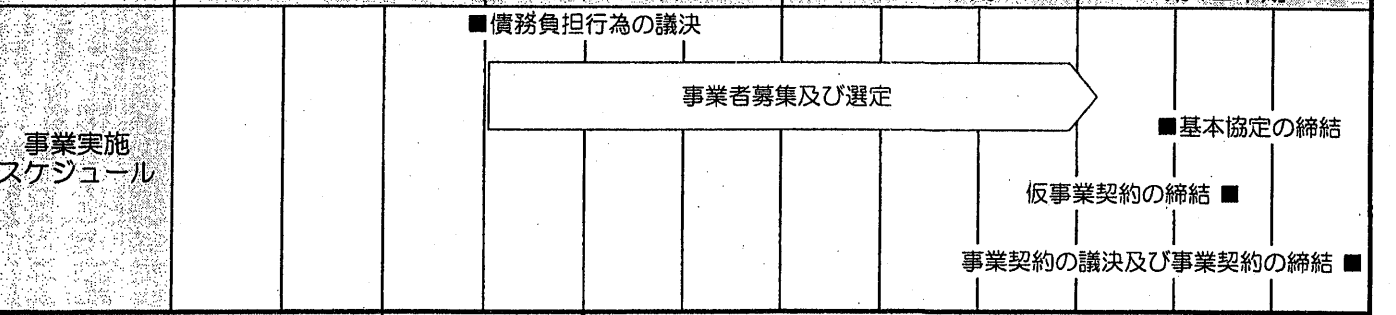 ■債務負担行為の議決
事業者募集及び選定
■基本協定の締結
事業実施
スケジュール
仮事業契約の締結 ■
事業契約の議決及び事業契約の締結 ■